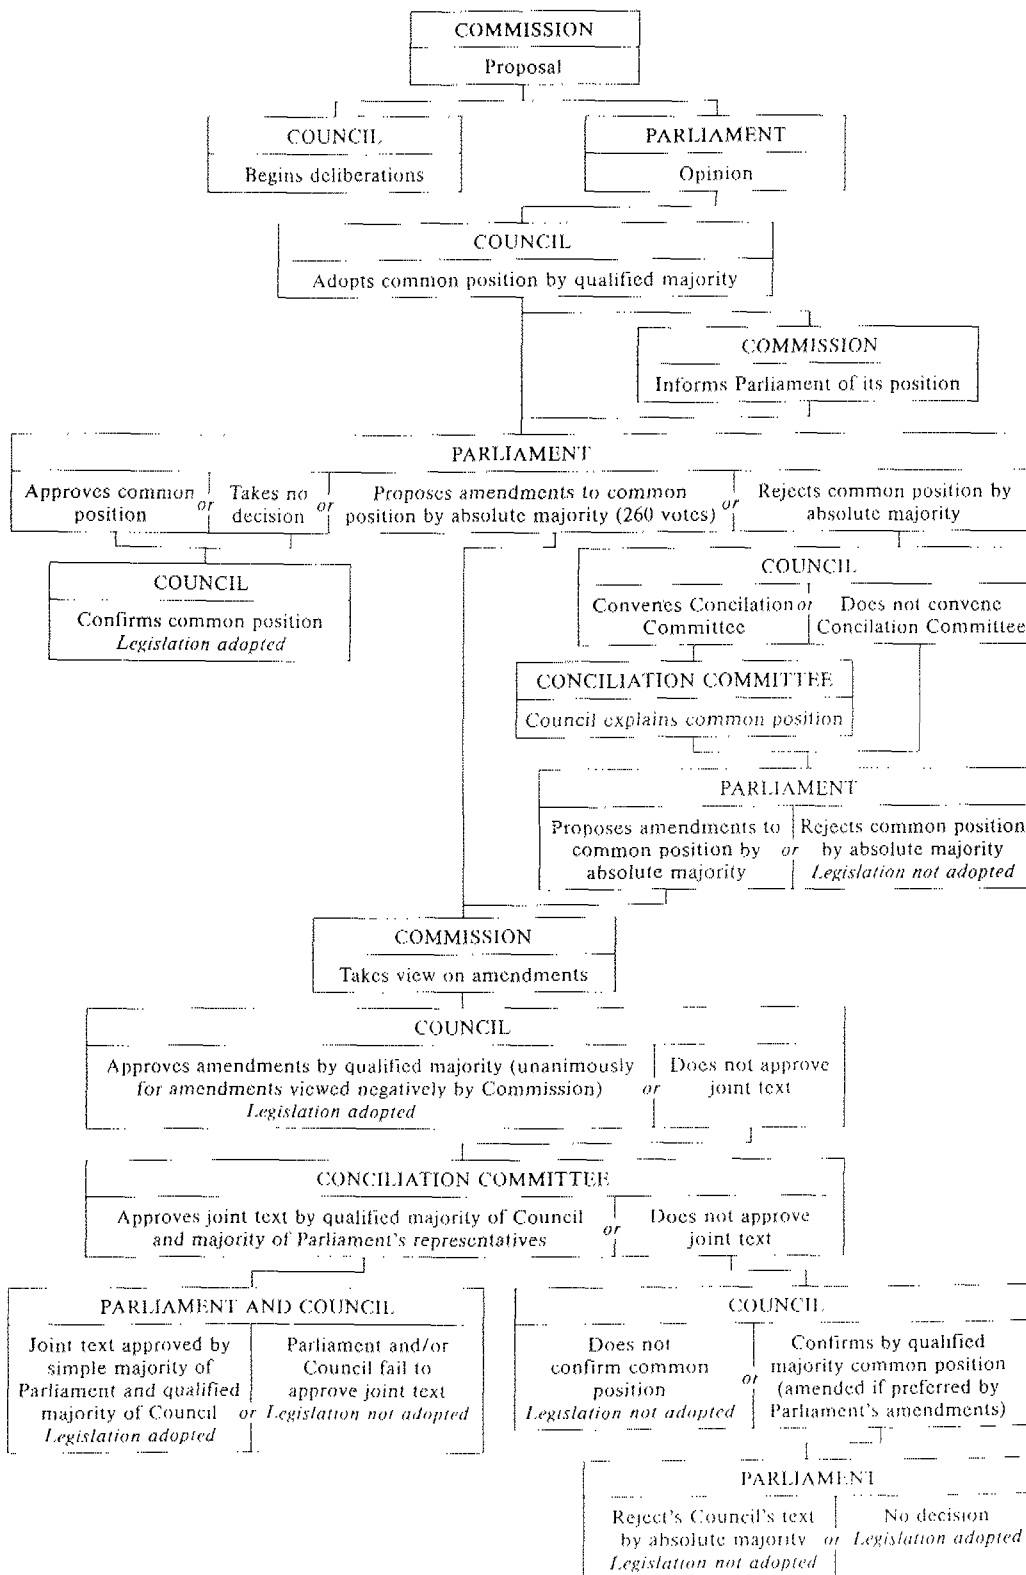 COMMISSION
Proposal
COUNCIL
Begins deliberations
PARLIAMENT
Opinion
COUNCIL
Adopts common position by qualified majority
COMMISSION
Informs Parliament of its position
PARLIAMENT
Approves common
position
or
Takes no
decision
or
Proposes amendments to common
position by absolute majority (260 votes)
or
Rejects common position by
absolute majority
COUNCIL
Confirms common position
Legislation adopted
COUNCIL
Convenes Concilation
Committee
or
Does not convene
Concilation Committee
CONCILIATION COMMITTEE
Council explains common position
PARLIAMENT
Proposes amendments to
common position by
absolute majority
or
Rejects common position
by absolute majority
Legislation not adopted
COMMISSION
Takes view on amendments
COUNCIL
Approves amendments by qualified majority (unanimously
for amendments viewed negatively by Commission)
Legislation adopted
or
Does not approve
joint text
CONCILIATION COMMITTEE
Approves joint text by qualified majority of Council
and majority of Parliament's representatives
or
Does not approve
joint text
PARLIAMENT AND COUNCIL
Joint text approved by
simple majority of
Parliament and qualified
majority of Council
Legislation adopted
or
Parliament and/or
Council fail to
approve joint text
Legislation not adopted
COUNCIL
Does not
confirm common
position
Legislation not adopted
or
Confirms by qualified
majority common position
(amended if preferred by
Parliament's amendments)
PARLIAMENT
Reject's Council's text
by absolute majority
Legislation not adopted
or
No decision
Legislation adopted